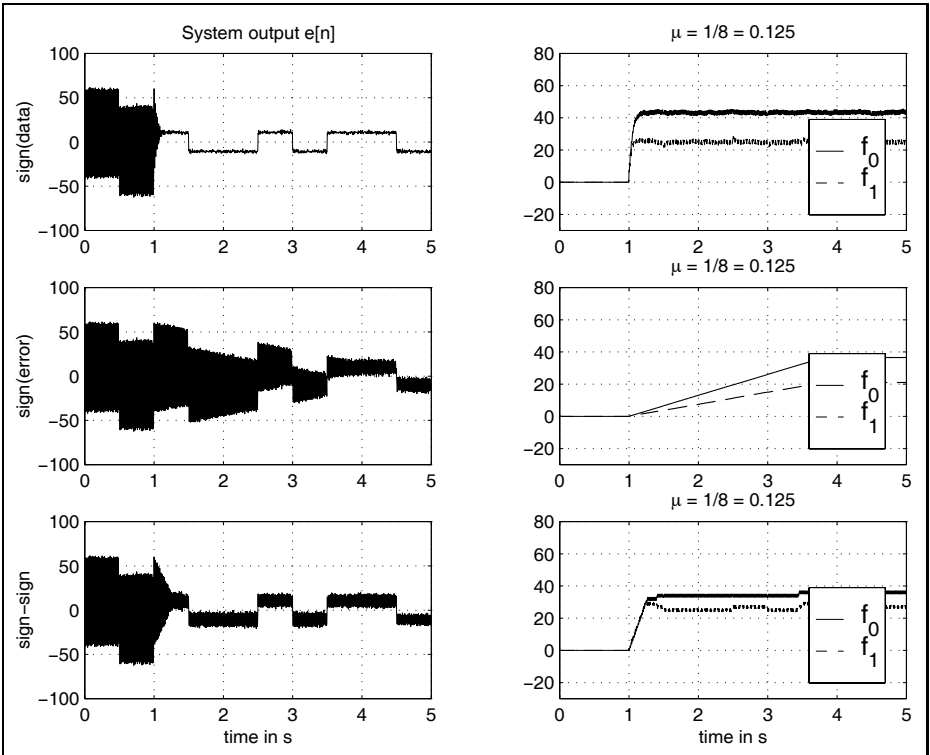 System output e[n]
μ = 1/8 = 0.125
sign(data)
100
50
0
−50
−100
0 1 2 3 4 5
80
60
40
20
0
−20
0 1 2 3 4 5
f0
f1
μ = 1/8 = 0.125
sign(error)
100
50
0
−50
−100
0 1 2 3 4 5
80
60
40
20
0
−20
0 1 2 3 4 5
f0
f1
μ = 1/8 = 0.125
sign−sign
100
50
0
−50
−100
0 1 2 3 4 5
time in s
80
60
40
20
0
−20
0 1 2 3 4 5
time in s
f0
f1